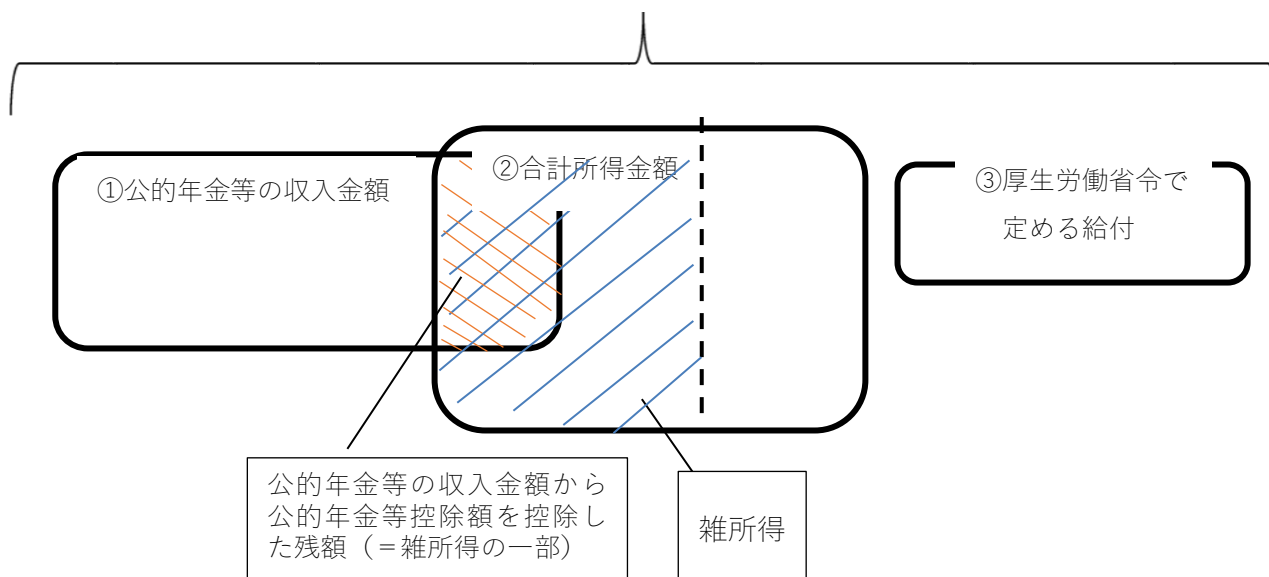 ①公的年金等の収入金額
②合計所得金額
③厚生労働省令で
定める給付
公的年金等の収入金額から
公的年金等控除額を控除し
た残額（＝雑所得の一部）
雑所得